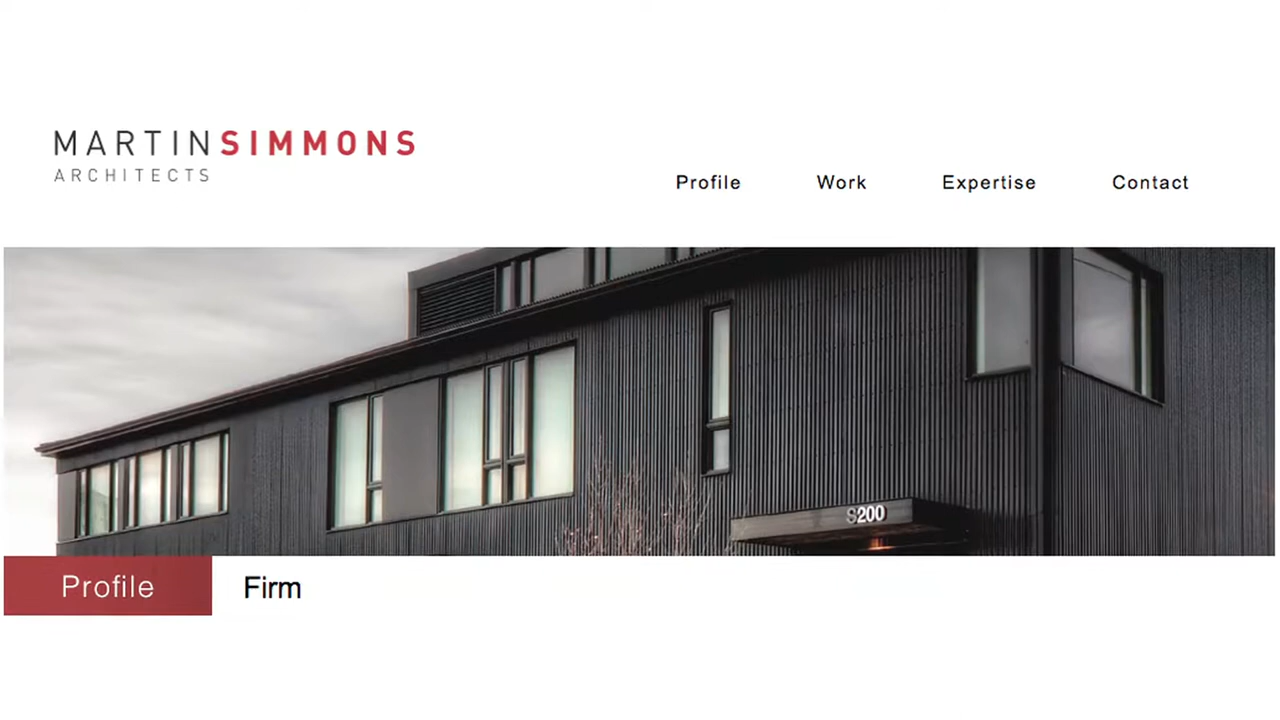 MARTINSIMMONS
ARCHITECTS
Profile Work Expertise Contact
S200
Profile Firm